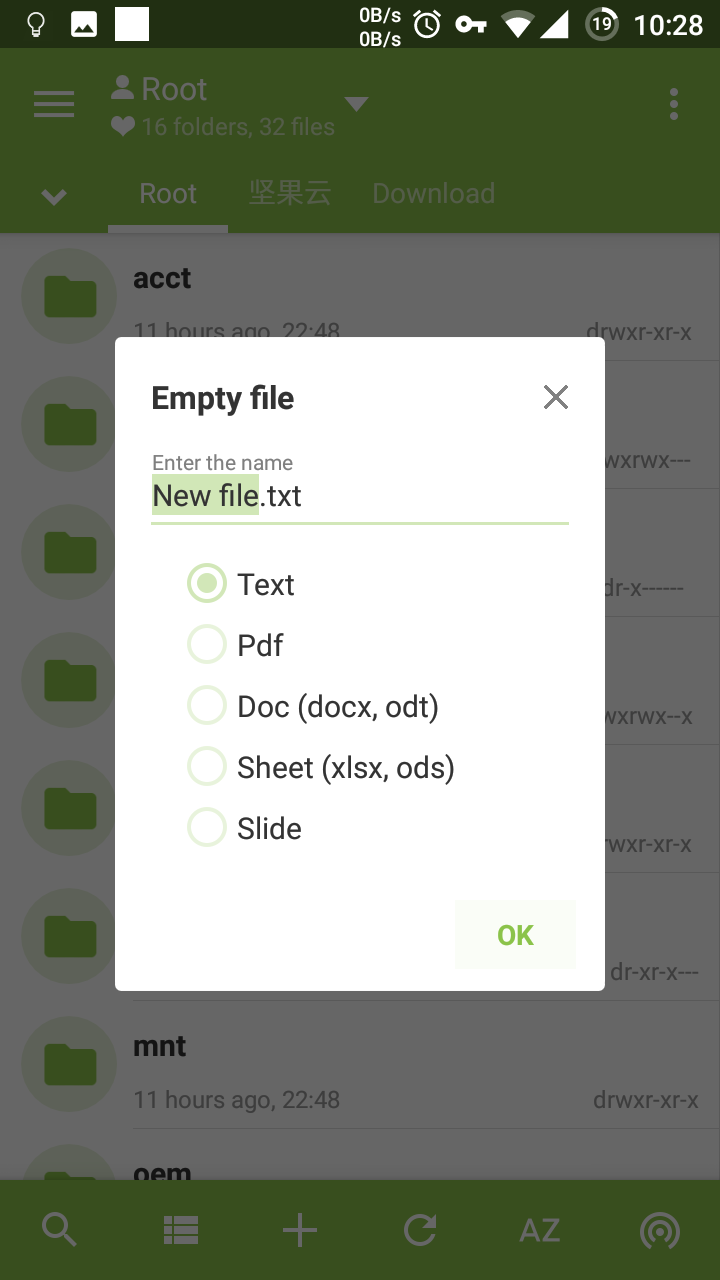 0B/s
0B/s
19
10:28
Root
16 folders, 32 files
Root 坚果云 Download
acct
11 hours ago, 22:48 drwxr-xr-x
Empty file
wxrwx---
Enter the name
New file.txt
Text
dr-x------
Pdf
Doc (docx, odt)
wxrwx--x
Sheet (xlsx, ods)
Slide
rwxr-xr-x
OK
dr-xr-x---
mnt
11 hours ago, 22:48 drwxr-xr-x
oem
AZ